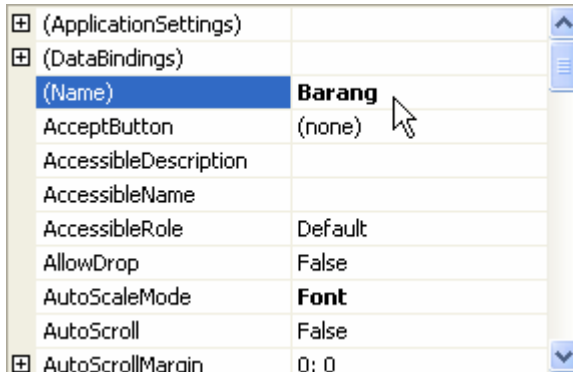 (ApplicationSettings)
(DataBindings)
(Name) Barang
AcceptButton (none)
AccessibleDescription
AccessibleName
AccessibleRole Default
AllowDrop False
AutoScaleMode Font
AutoScroll False
AutoScrollMargin 0; 0